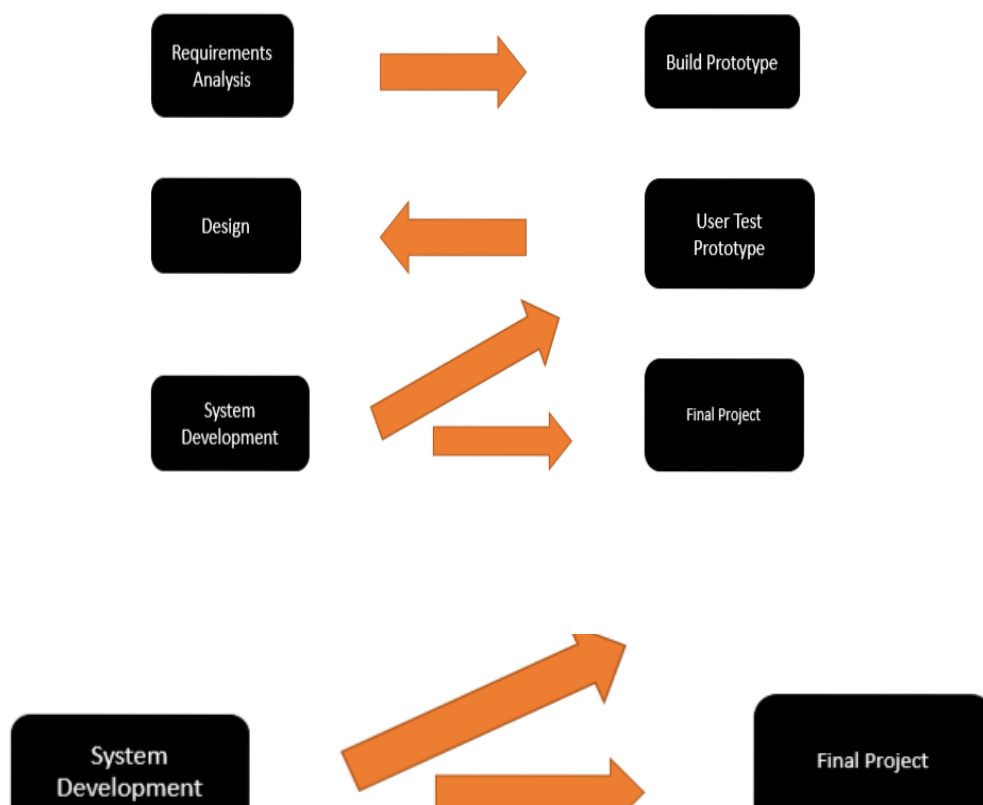 Requirements
Analysis
Build Prototype
Design
User Test
Prototype
System
Development
Final Project
System
Development
Final Project